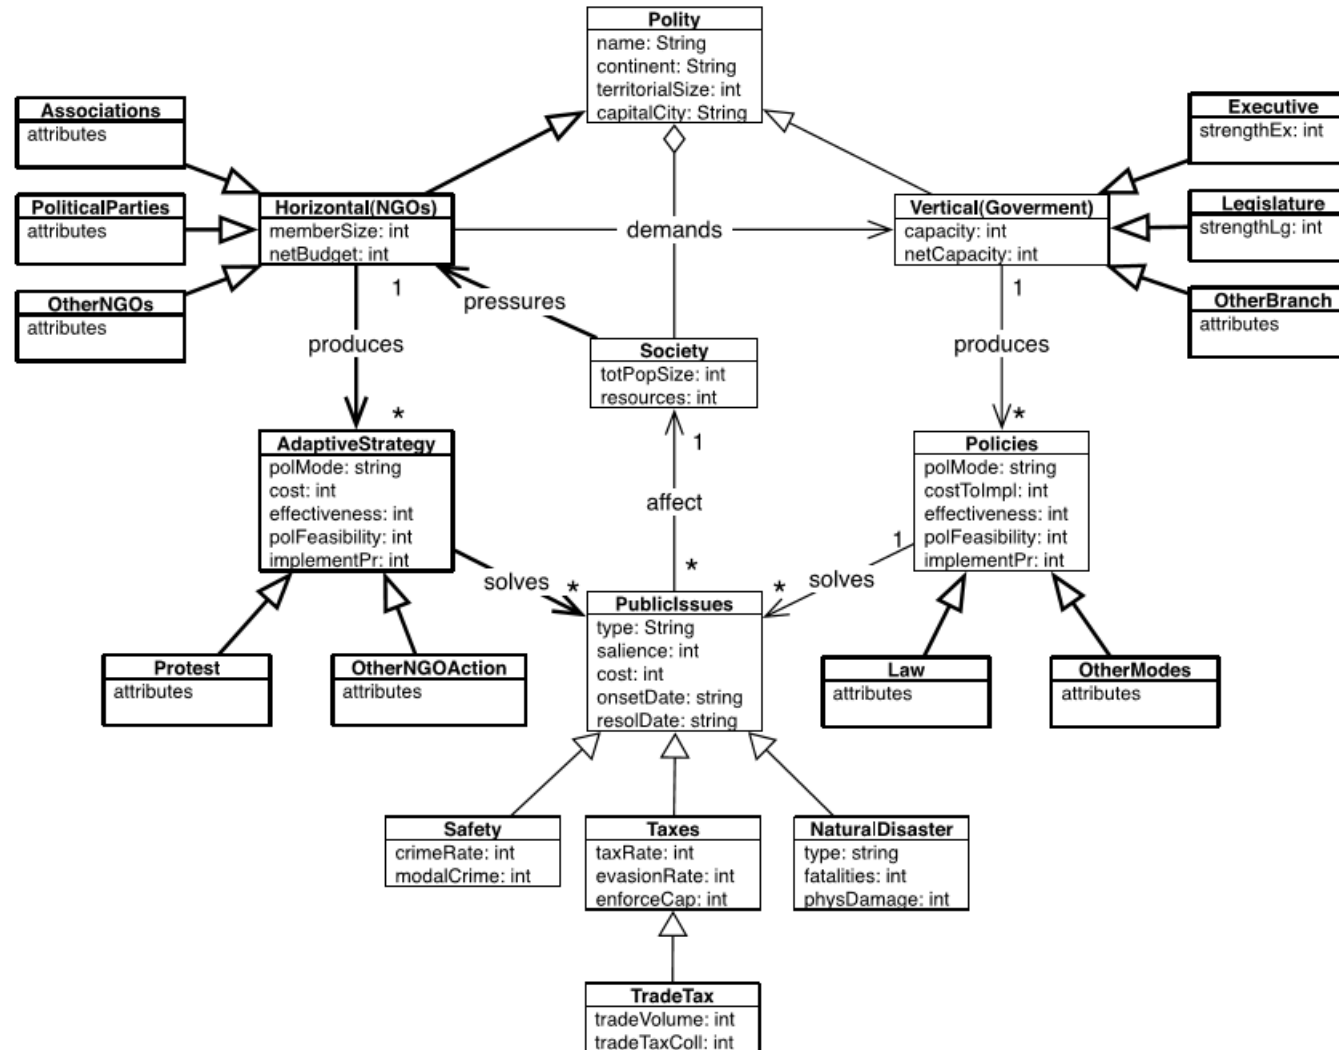 Polity
name: String
continent: String
territorialSize: int
capitalCity: String
Associations
attributes
Executive
strengthEx: int
PoliticalParties
attributes
Horizontal(NGOs)
memberSize: int
netBudget: int
demands
Vertical(Goverment)
capacity: int
netCapacity: int
Legislature
strengthLg: int
OtherNGOs
attributes
1
pressures
1
OtherBranch
attributes
produces
Society
totPopSize: int
resources: int
produces
*
1
*
AdaptiveStrategy
polMode: string
cost: int
effectiveness: int
polFeasibility: int
implementPr: int
affect
Policies
polMode: string
costToImpl: int
effectiveness: int
polFeasibility: int
implementPr: int
1
solves
*
*
*
solves
PublicIssues
type: String
salience: int
cost: int
onsetDate: string
resolDate: string
Protest
attributes
OtherNGOAction
attributes
Law
attributes
OtherModes
attributes
Safety
crimeRate: int
modalCrime: int
Taxes
taxRate: int
evasionRate: int
enforceCap: int
NaturalDisaster
type: string
fatalities: int
physDamage: int
TradeTax
tradeVolume: int
tradeTaxColl: int